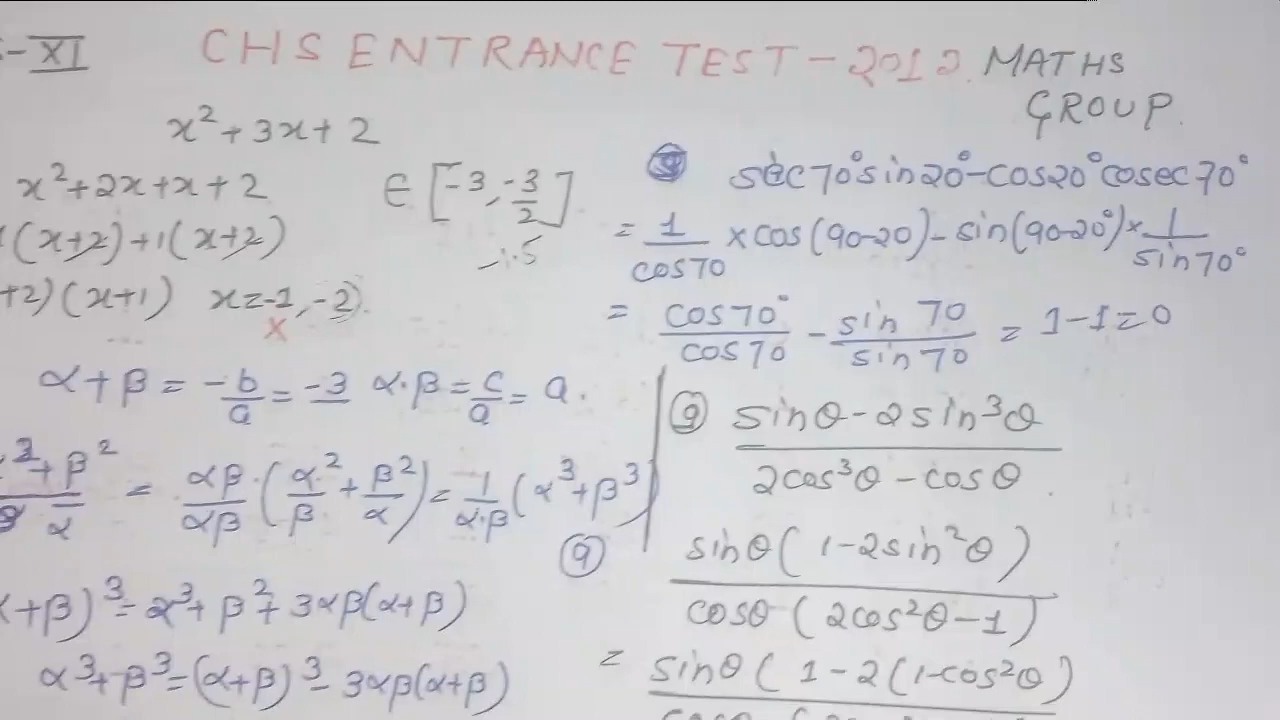 -XI CHS ENTRANCE TEST-2012 MATHS
GROUP.
x²+3x+2
x²+2x+x+2
(x+2)+1(x+2)
+2)(x+1) x=-1,-2).
x
∈[-3,-3/2]
-1.5
sec70°sin20°-cos20°cosec70°
= 1/cos70 ×cos(90-20)-sin(90-20°)×1/sin70°
= cos70°/cos70 - sin70/sin70 = 1-1=0
α+β = -b/a = -3 α·β = c/a = a.
²+β²/α = αβ/αβ(α²/β+β²/α) = 1/α·β(α³+β³)
(9)
+β)³=α³+β²+3αβ(α+β)
α³+β³=(α+β)³-3αβ(α+β)
(9) sinθ-2sin³θ
2cos³θ-cosθ.
sinθ(1-2sin²θ)
cosθ(2cos²θ-1)
= sinθ(1-2(1-cos²θ)